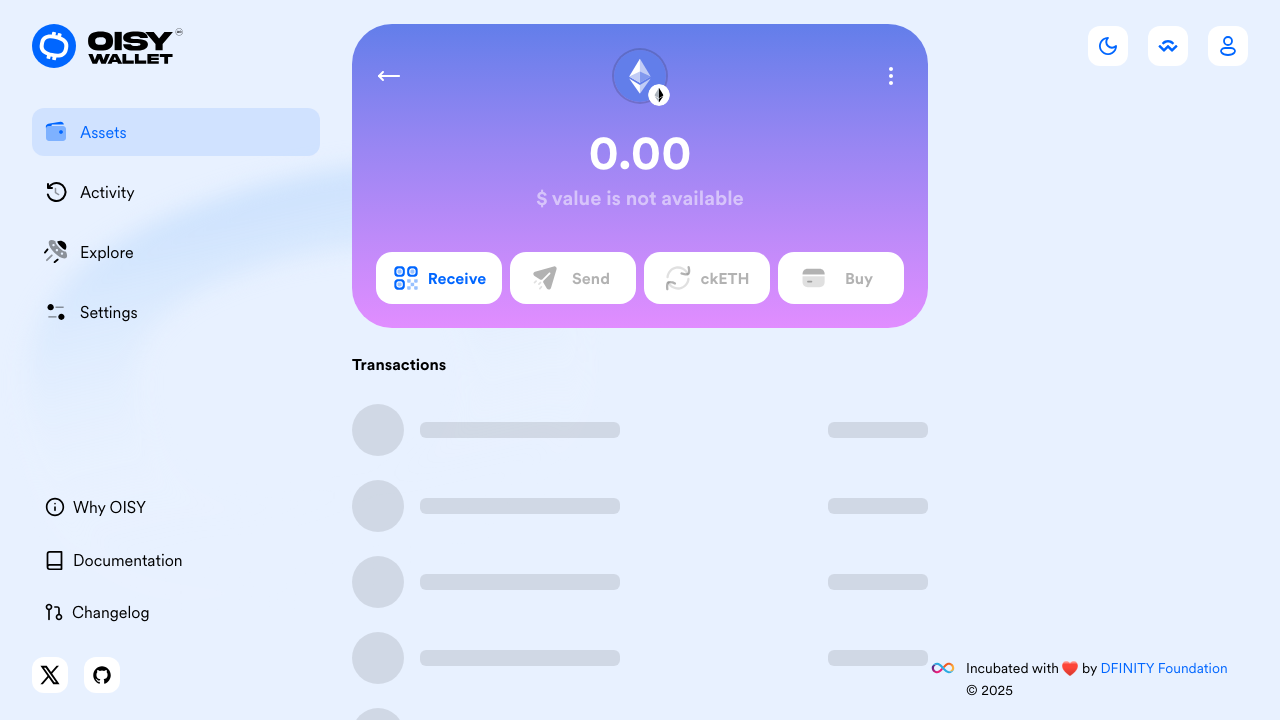 OISY
WALLET
Assets
Activity
Explore
Settings
Why OISY
Documentation
Changelog
0.00
$ value is not available
Receive
Send
ckETH
Buy
Transactions
Incubated with ❤️ by DFINITY Foundation
© 2025